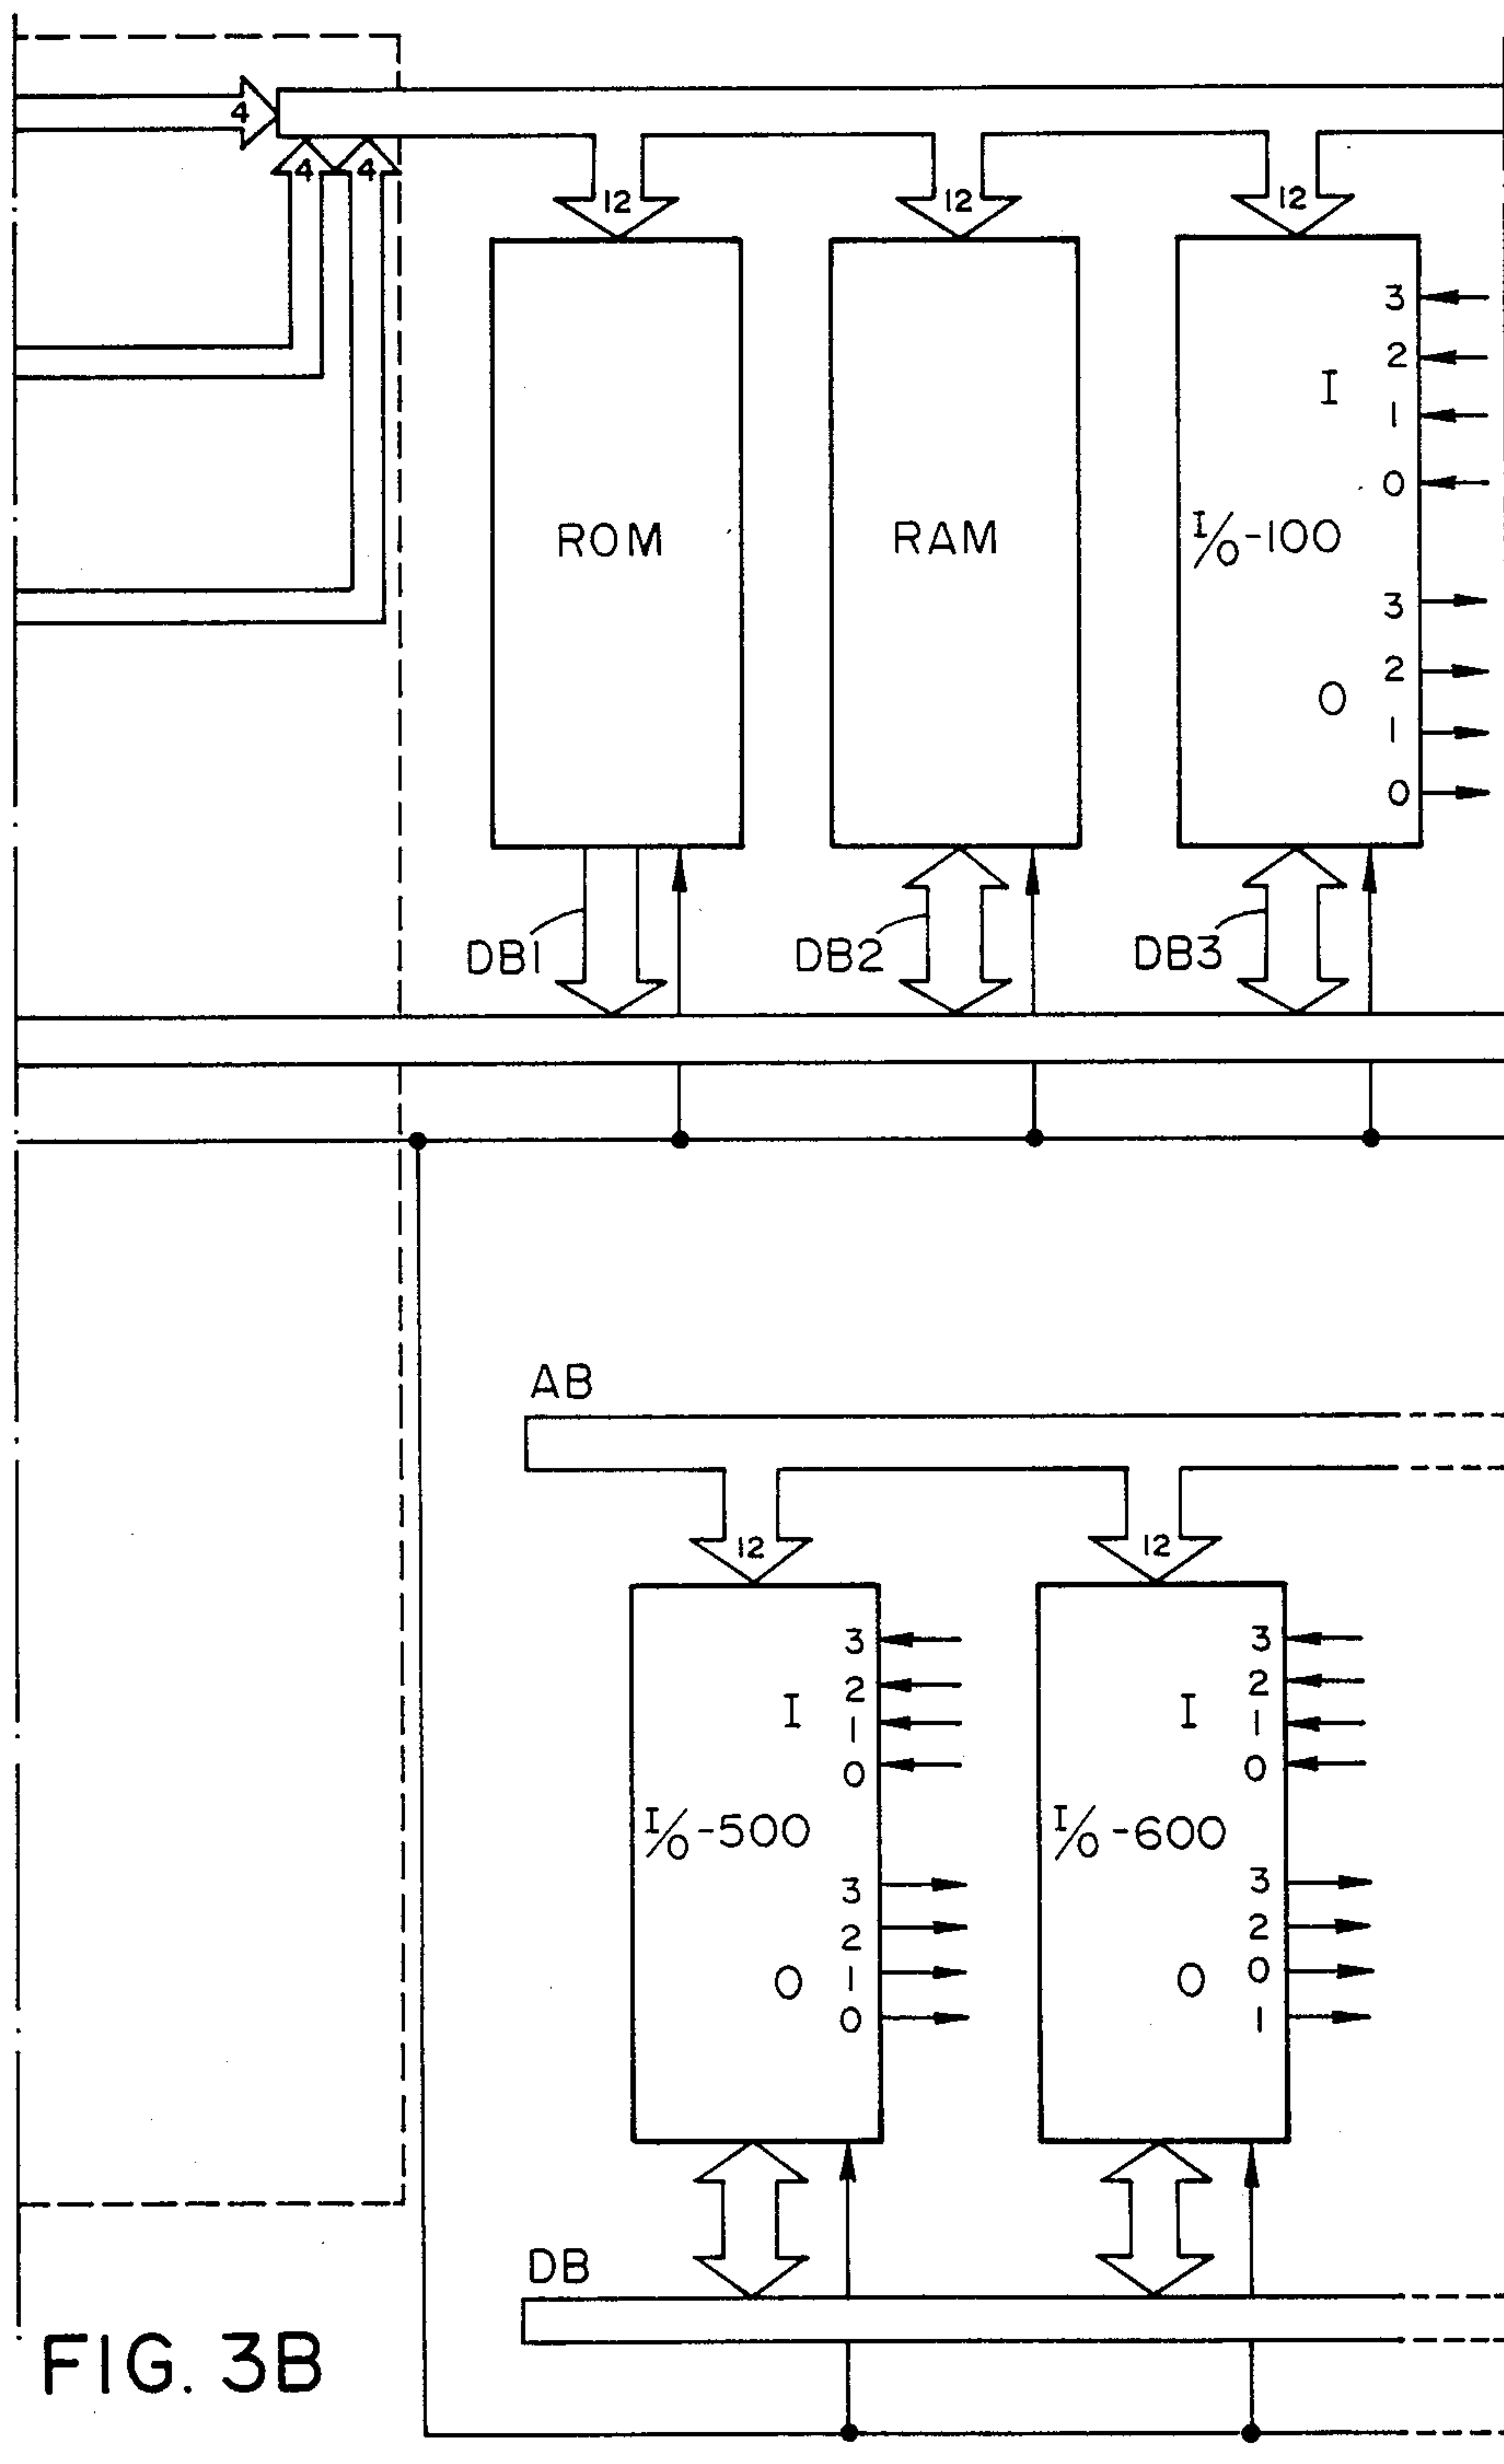 4
4 4
12 12 12
3
2
I
1
0
ROM RAM I/O-100
3
2
O
1
0
DB1 DB2 DB3
AB
12 12
3 3
2 2
I I
1 1
0 0
I/O-500 I/O-600
3 3
2 2
O O
1 0
0 1
DB
FIG. 3B